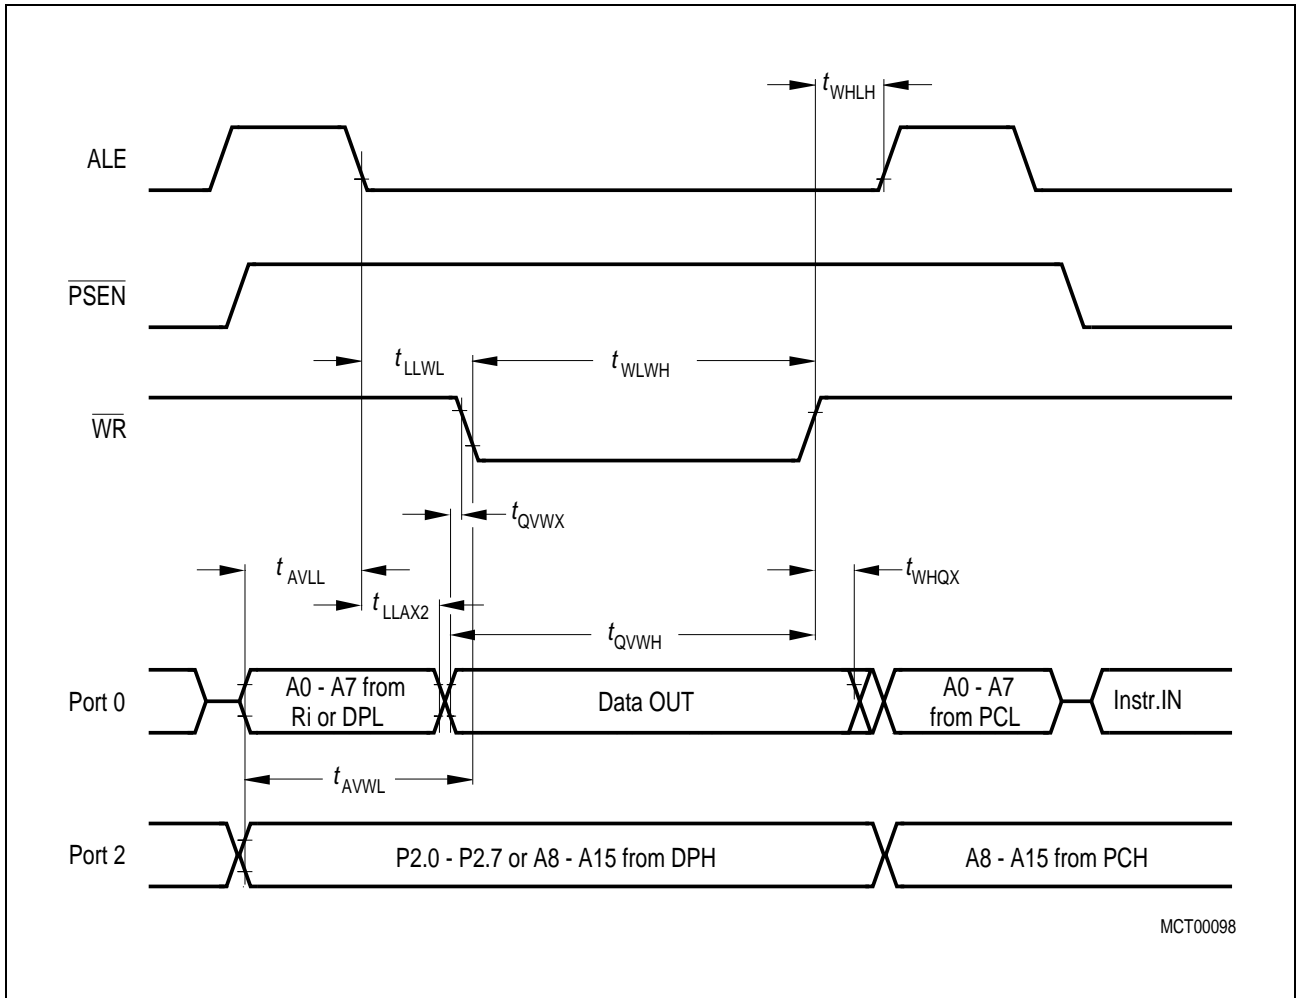 tWHLH
ALE
PSEN
tLLWL
tWLWH
WR
tQVWX
tAVLL
tWHQX
tLLAX2
tQVWH
Port 0
A0 - A7 from
Ri or DPL
Data OUT
A0 - A7
from PCL
Instr.IN
tAVWL
Port 2
P2.0 - P2.7 or A8 - A15 from DPH
A8 - A15 from PCH
MCT00098